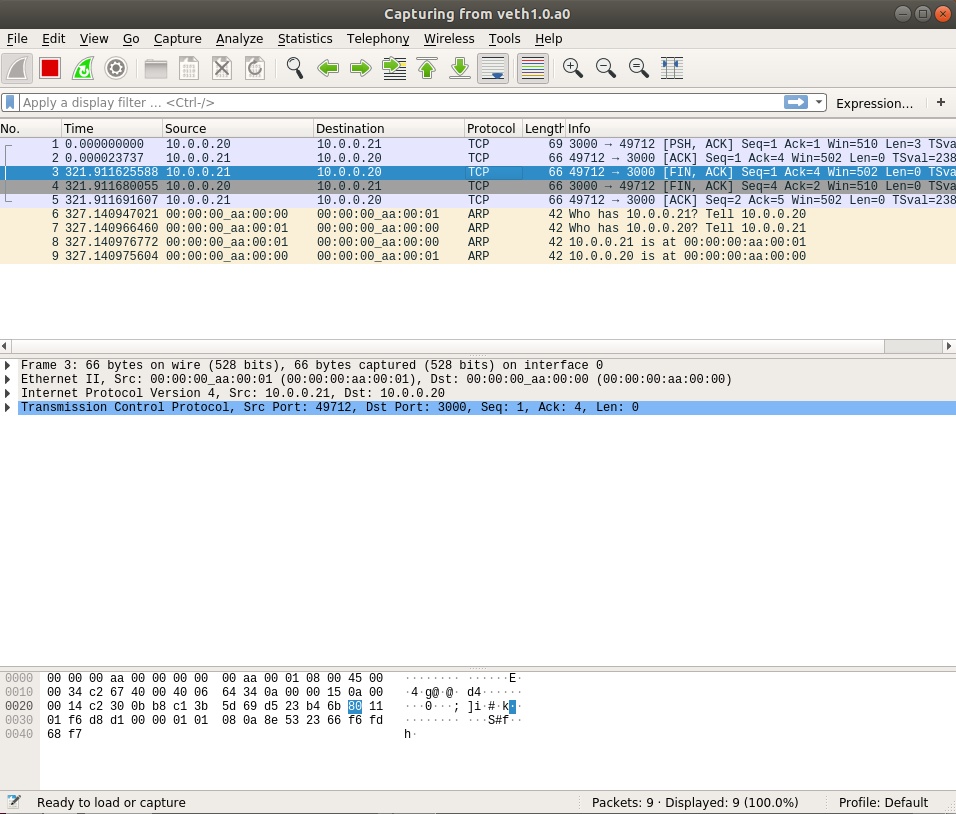 Capturing from veth1.0.a0
File Edit View Go Capture Analyze Statistics Telephony Wireless Tools Help
Apply a display filter ... <Ctrl-/> Expression... +
No. Time Source Destination Protocol Length Info
1 0.000000000 10.0.0.20 10.0.0.21 TCP 69 3000 → 49712 [PSH, ACK] Seq=1 Ack=1 Win=510 Len=3 TSva
2 0.000023737 10.0.0.21 10.0.0.20 TCP 66 49712 → 3000 [ACK] Seq=1 Ack=4 Win=502 Len=0 TSval=238
3 321.911625588 10.0.0.21 10.0.0.20 TCP 66 49712 → 3000 [FIN, ACK] Seq=1 Ack=4 Win=502 Len=0 TSva
4 321.911680055 10.0.0.20 10.0.0.21 TCP 66 3000 → 49712 [FIN, ACK] Seq=4 Ack=2 Win=510 Len=0 TSva
5 321.911691607 10.0.0.21 10.0.0.20 TCP 66 49712 → 3000 [ACK] Seq=2 Ack=5 Win=502 Len=0 TSval=238
6 327.140947021 00:00:00_aa:00:00 00:00:00_aa:00:01 ARP 42 Who has 10.0.0.21? Tell 10.0.0.20
7 327.140966460 00:00:00_aa:00:01 00:00:00_aa:00:00 ARP 42 Who has 10.0.0.20? Tell 10.0.0.21
8 327.140976772 00:00:00_aa:00:01 00:00:00_aa:00:00 ARP 42 10.0.0.21 is at 00:00:00:aa:00:01
9 327.140975604 00:00:00_aa:00:00 00:00:00_aa:00:01 ARP 42 10.0.0.20 is at 00:00:00:aa:00:00
Frame 3: 66 bytes on wire (528 bits), 66 bytes captured (528 bits) on interface 0
Ethernet II, Src: 00:00:00_aa:00:01 (00:00:00:aa:00:01), Dst: 00:00:00_aa:00:00 (00:00:00:aa:00:00)
Internet Protocol Version 4, Src: 10.0.0.21, Dst: 10.0.0.20
Transmission Control Protocol, Src Port: 49712, Dst Port: 3000, Seq: 1, Ack: 4, Len: 0
0000 00 00 00 aa 00 00 00 00 00 aa 00 01 08 00 45 00 ········ ······E·
0010 00 34 c2 67 40 00 40 06 64 34 0a 00 00 15 0a 00 ·4·g@·@· d4······
0020 00 14 c2 30 0b b8 c1 3b 5d 69 d5 23 b4 6b 80 11 ···0···; ]i·#·k··
0030 01 f6 d8 d1 00 00 01 01 08 0a 8e 53 23 66 f6 fd ········ ···S#f··
0040 68 f7 h·
Ready to load or capture Packets: 9 · Displayed: 9 (100.0%) Profile: Default